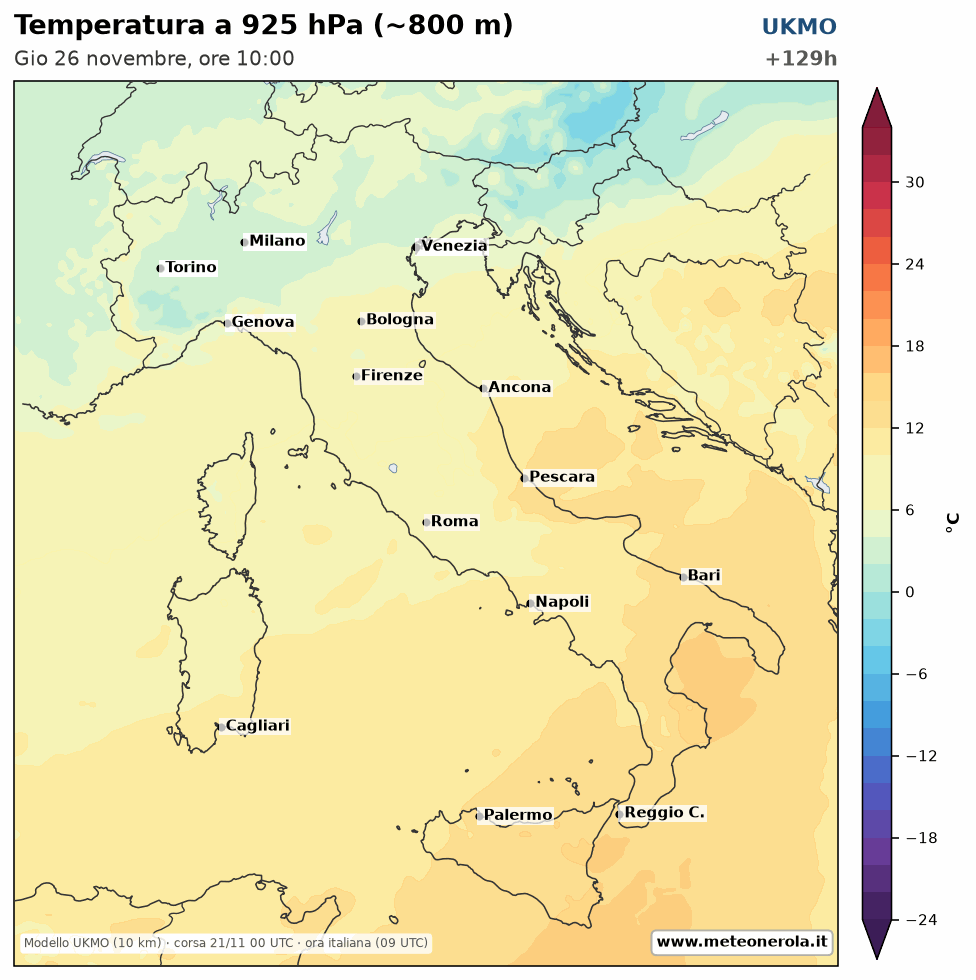 Temperatura a 925 hPa (~800 m)
UKMO
Gio 26 novembre, ore 10:00
+129h
Milano
Venezia
Torino
Genova
Bologna
Firenze
Ancona
Pescara
Roma
Bari
Napoli
Cagliari
Palermo
Reggio C.
30
24
18
12
6
0
−6
−12
−18
−24
°C
Modello UKMO (10 km) · corsa 21/11 00 UTC · ora italiana (09 UTC)
www.meteonerola.it